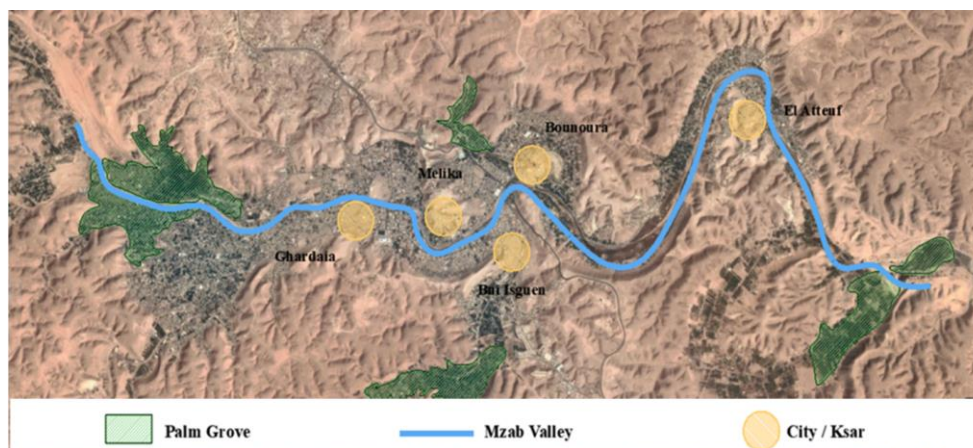 El Atteuf
Bounoura
Melika
Ghardaia
Bni Isguen
Palm Grove
Mzab Valley
City / Ksar